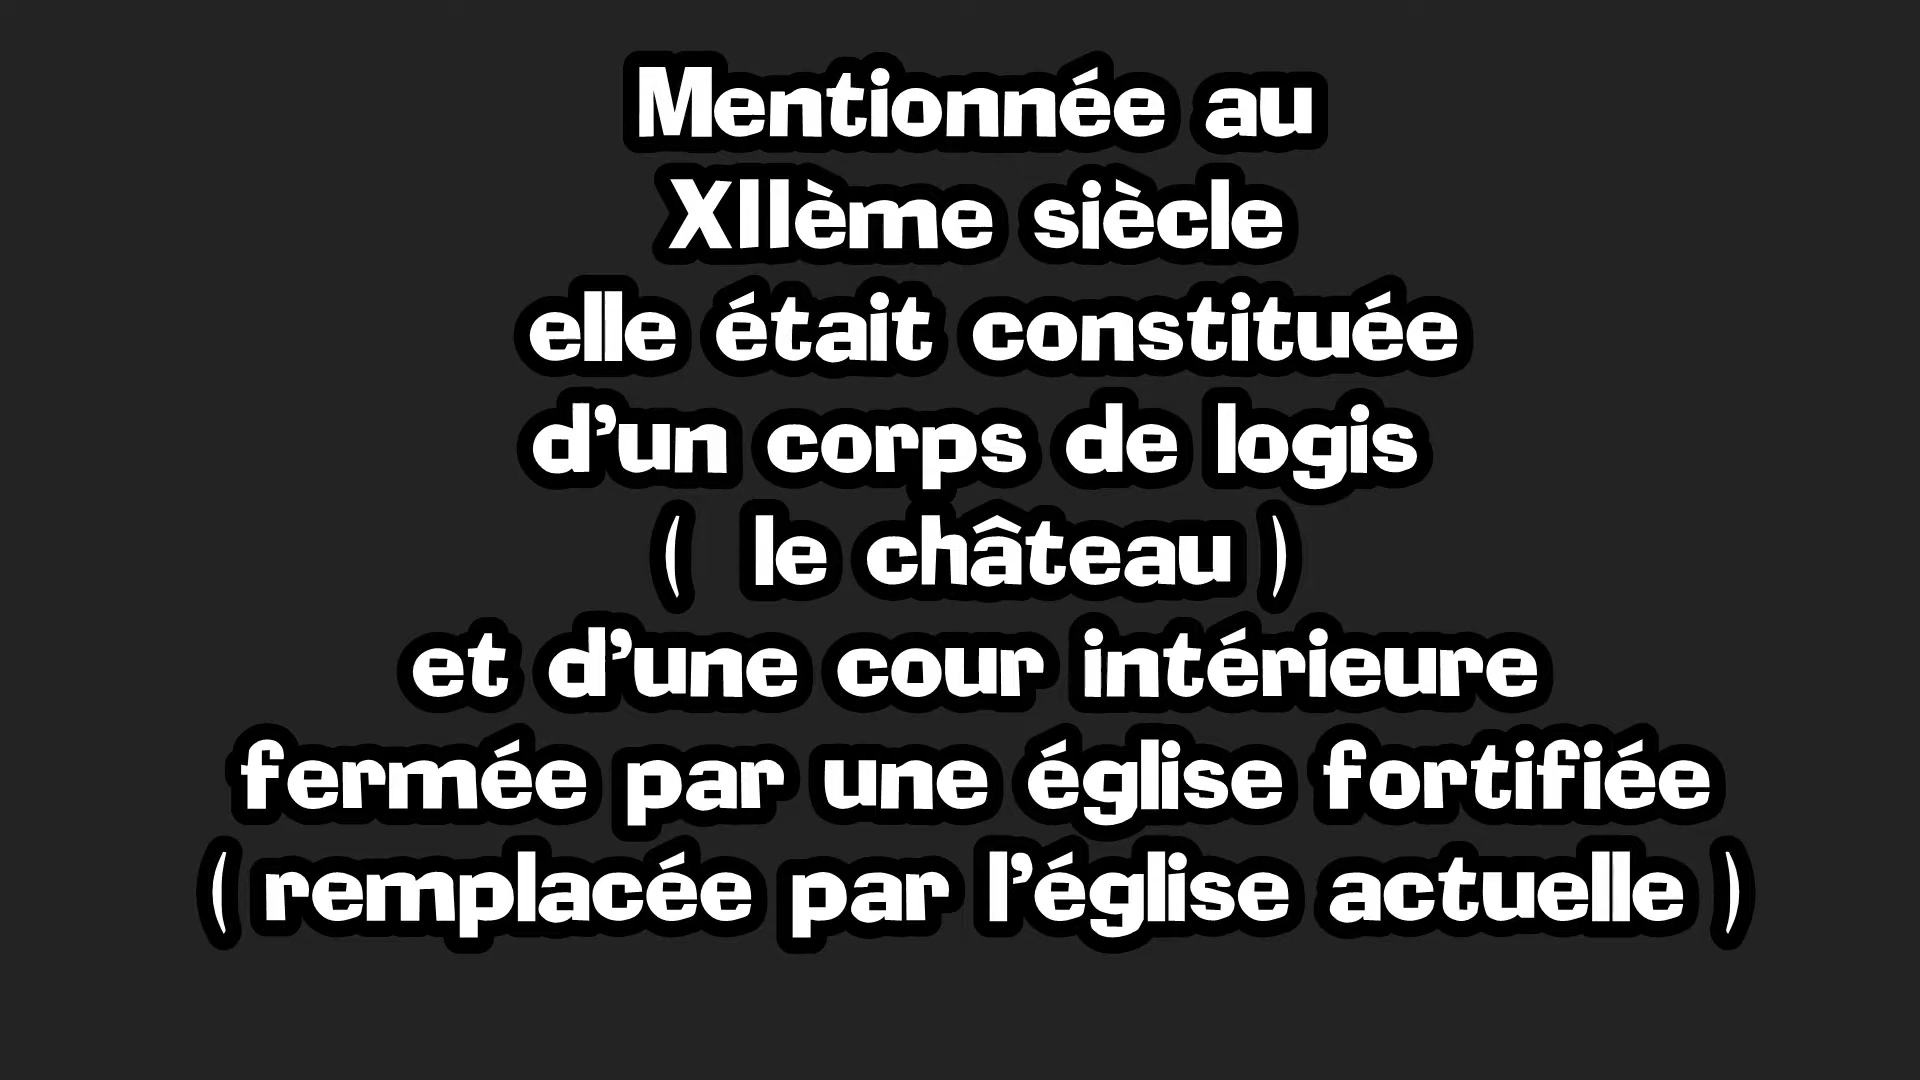 Mentionnée au
XIIème siècle
elle était constituée
d’un corps de logis
( le château )
et d’une cour intérieure
fermée par une église fortifiée
( remplacée par l’église actuelle )